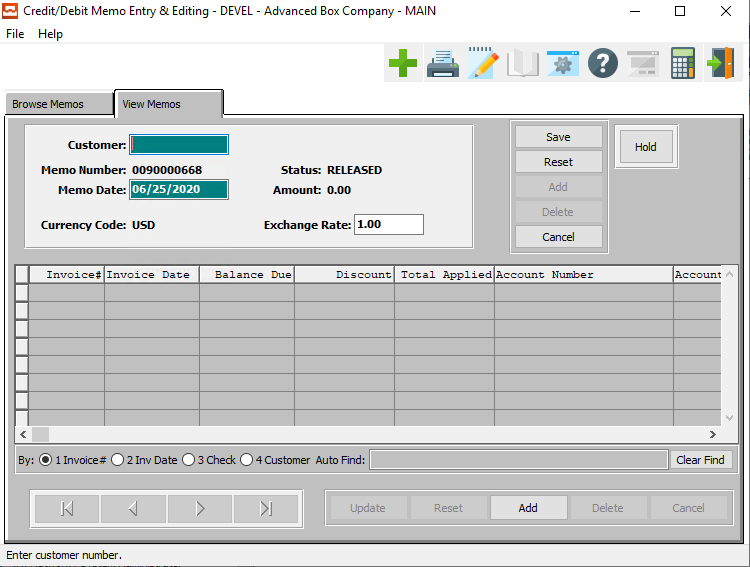 Credit/Debit Memo Entry & Editing - DEVEL - Advanced Box Company - MAIN
File Help
Browse Memos View Memos
Customer:
Memo Number: 0090000668 Status: RELEASED
Memo Date: 06/25/2020 Amount: 0.00
Currency Code: USD Exchange Rate: 1.00
Save
Reset
Add
Delete
Cancel
Hold
Invoice# Invoice Date Balance Due Discount Total Applied Account Number Account
By: 1 Invoice# 2 Inv Date 3 Check 4 Customer Auto Find: Clear Find
Update Reset Add Delete Cancel
Enter customer number.